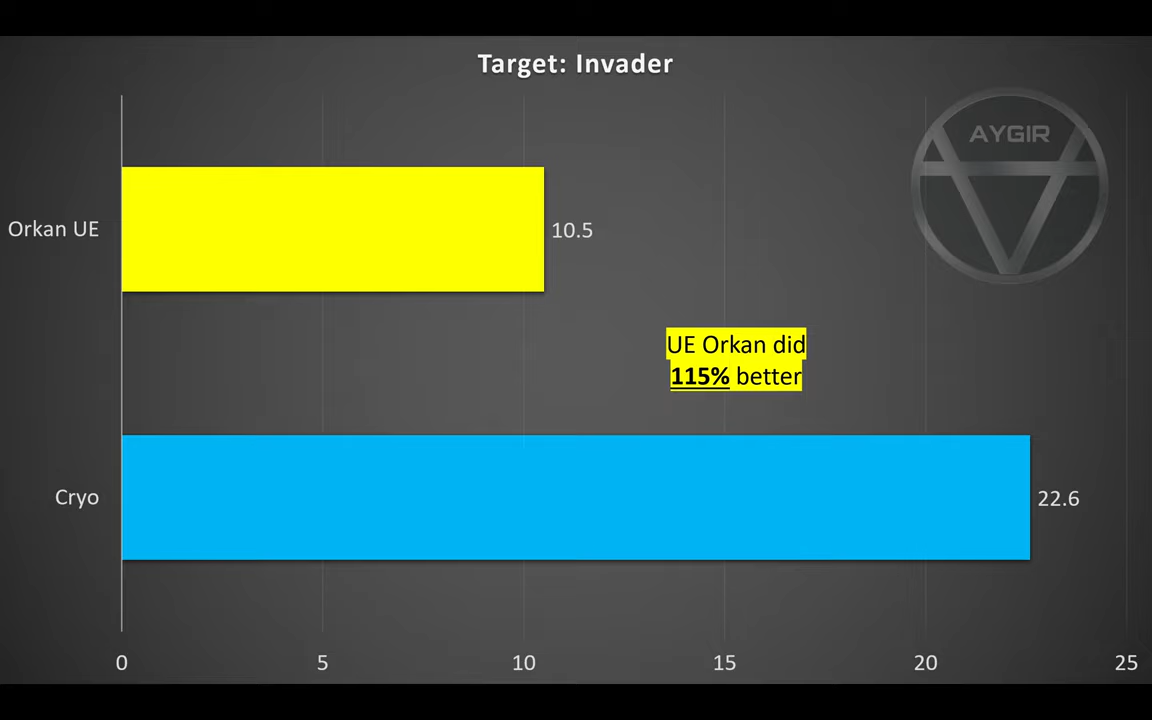 Target: Invader
AYGIR
Orkan UE
10.5
UE Orkan did
115% better
Cryo
22.6
0 5 10 15 20 25